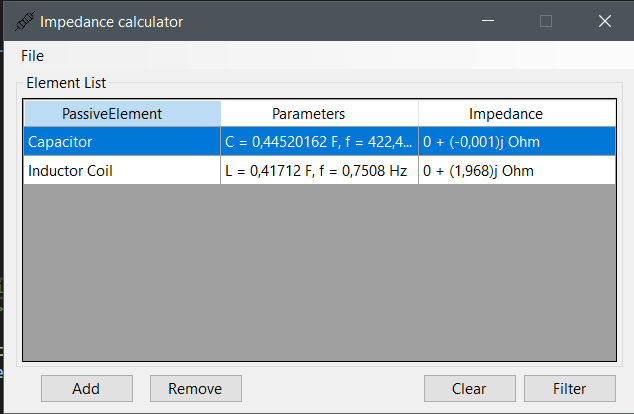 Impedance calculator
File
Element List
PassiveElement Parameters Impedance
Capacitor C = 0,44520162 F, f = 422,4... 0 + (-0,001)j Ohm
Inductor Coil L = 0,41712 F, f = 0,7508 Hz 0 + (1,968)j Ohm
Add Remove Clear Filter